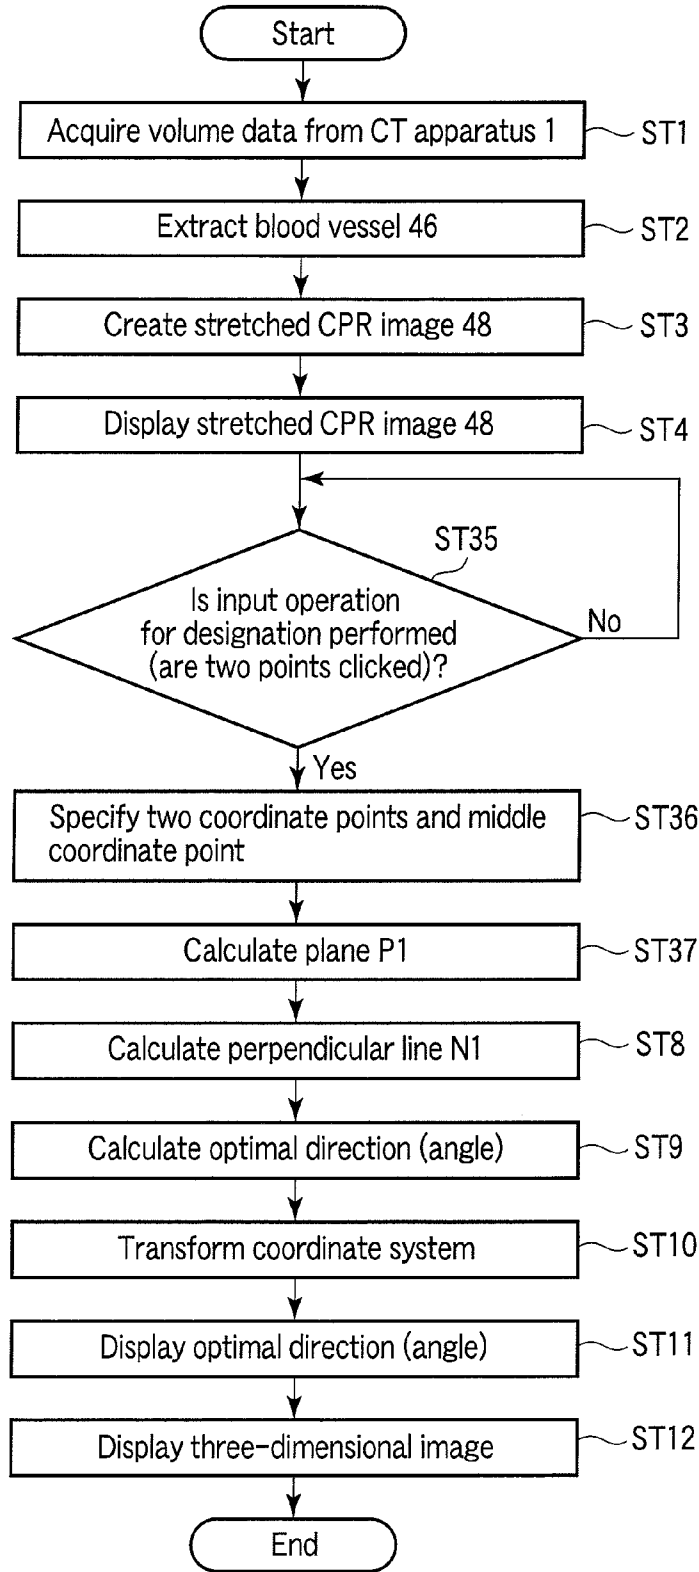 Start
Acquire volume data from CT apparatus 1
ST1
Extract blood vessel 46
ST2
Create stretched CPR image 48
ST3
Display stretched CPR image 48
ST4
ST35
Is input operation
for designation performed
(are two points clicked)?
No
Yes
Specify two coordinate points and middle
coordinate point
ST36
Calculate plane P1
ST37
Calculate perpendicular line N1
ST8
Calculate optimal direction (angle)
ST9
Transform coordinate system
ST10
Display optimal direction (angle)
ST11
Display three-dimensional image
ST12
End